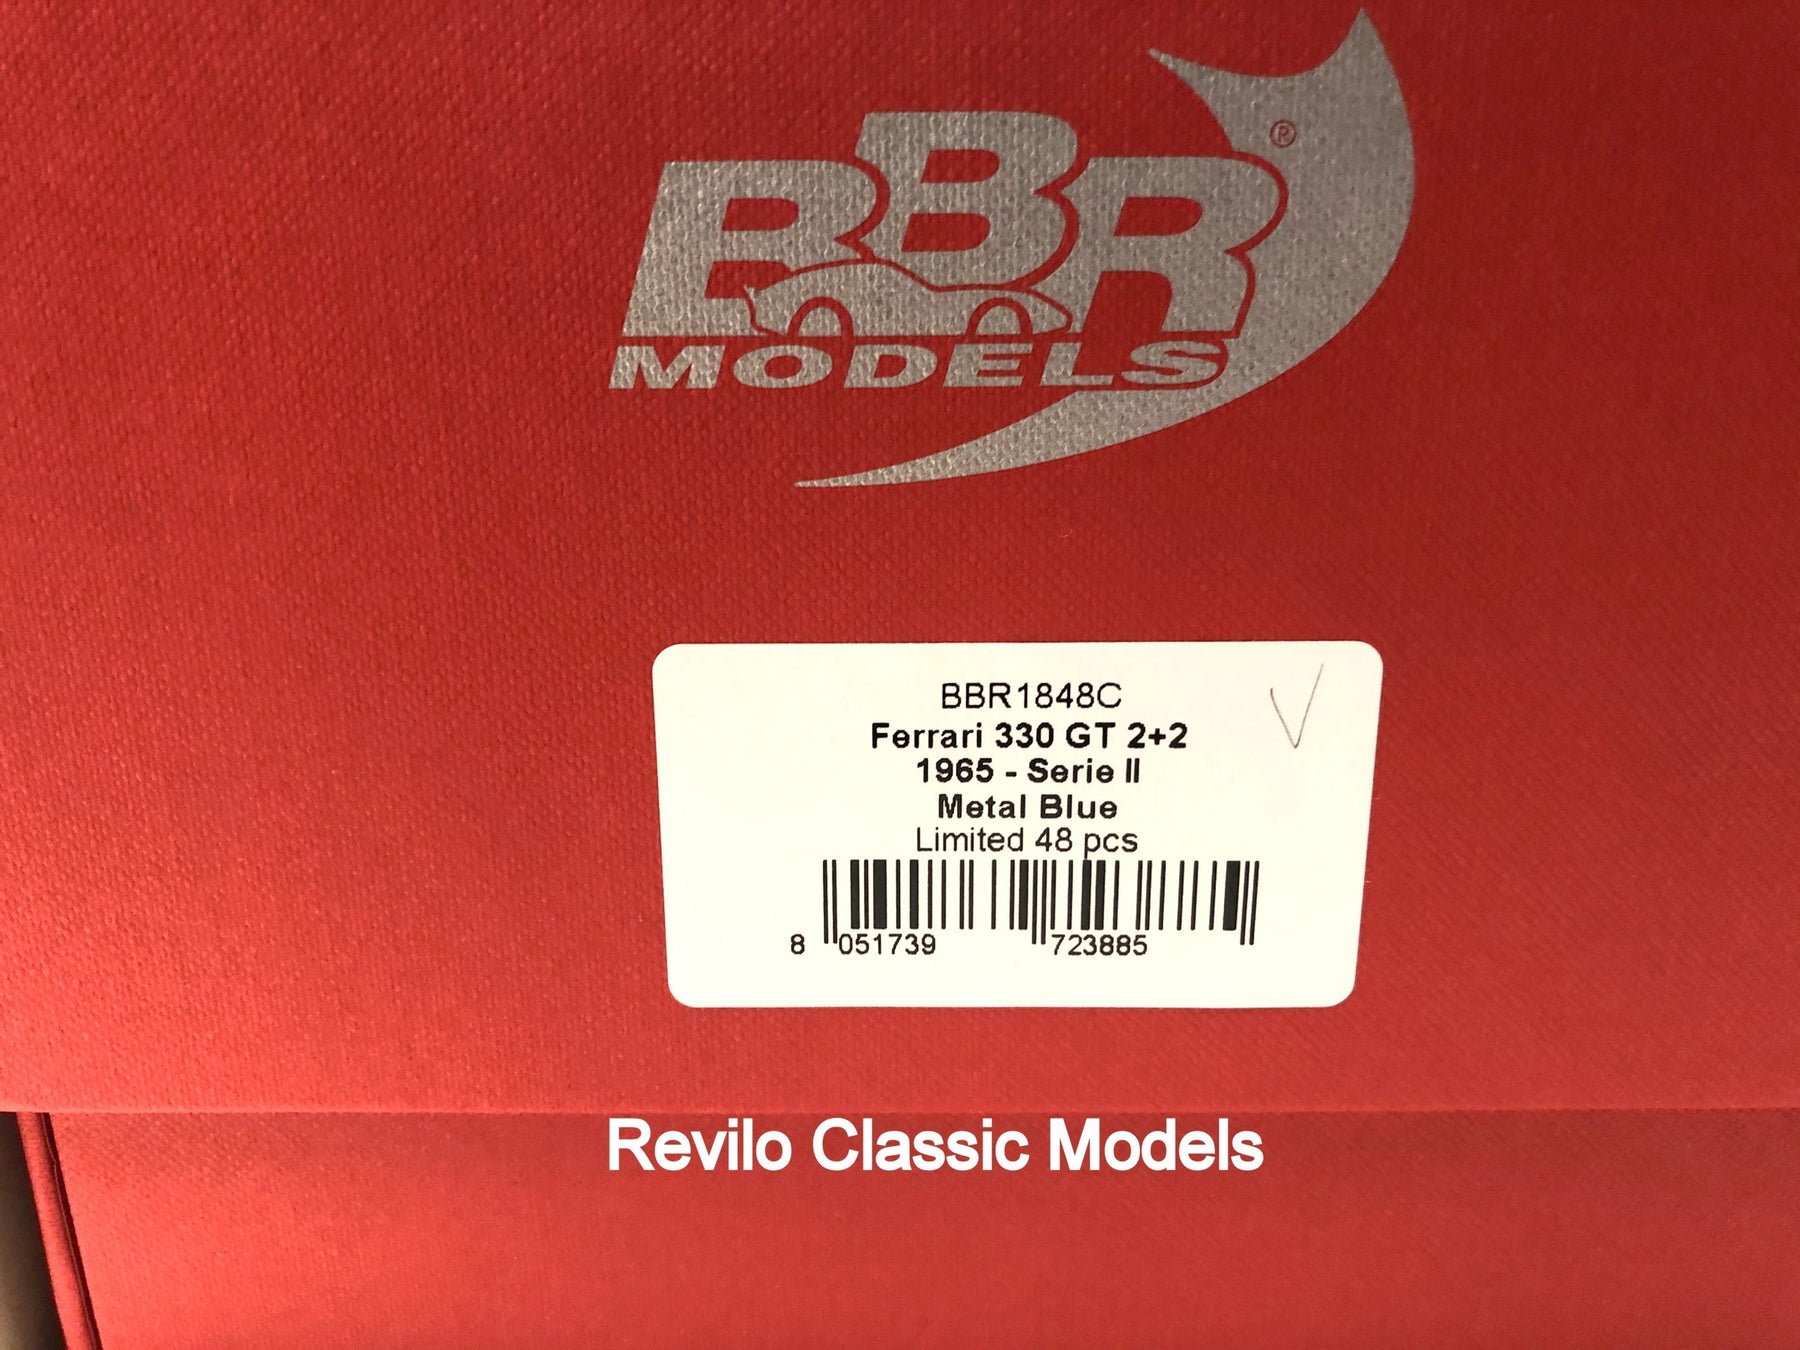 BBR®
MODELS
BBR1848C
Ferrari 330 GT 2+2
1965 - Serie II
Metal Blue
Limited 48 pcs
8 051739 723885
Revilo Classic Models